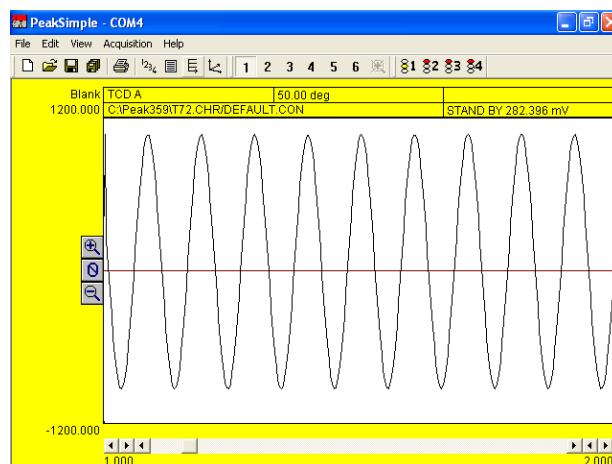 PeakSimple - COM4
File Edit View Acquisition Help
1 2 3 4 5 6 1 2 3 4
Blank TCD A 50.00 deg
1200.000 C:\Peak359\T72.CHR/DEFAULT.CON STAND BY 282.396 mV
-1200.000
1.000 2.000